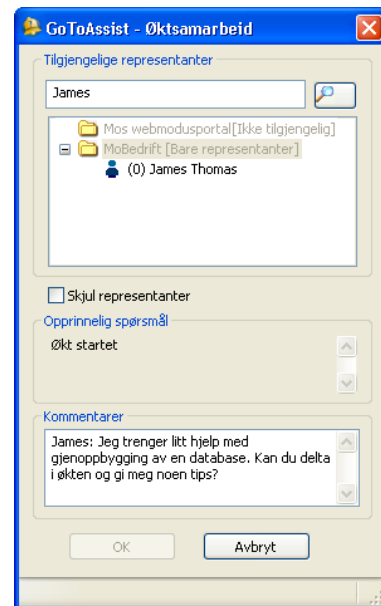 GoToAssist - Øktsamarbeid
Tilgjengelige representanter
James
Mos webmodusportal[Ikke tilgjengelig]
MoBedrift [Bare representanter]
(0) James Thomas
Skjul representanter
Opprinnelig spørsmål
Økt startet
Kommentarer
James: Jeg trenger litt hjelp med
gjenoppbygging av en database. Kan du delta
i økten og gi meg noen tips?
OK
Avbryt